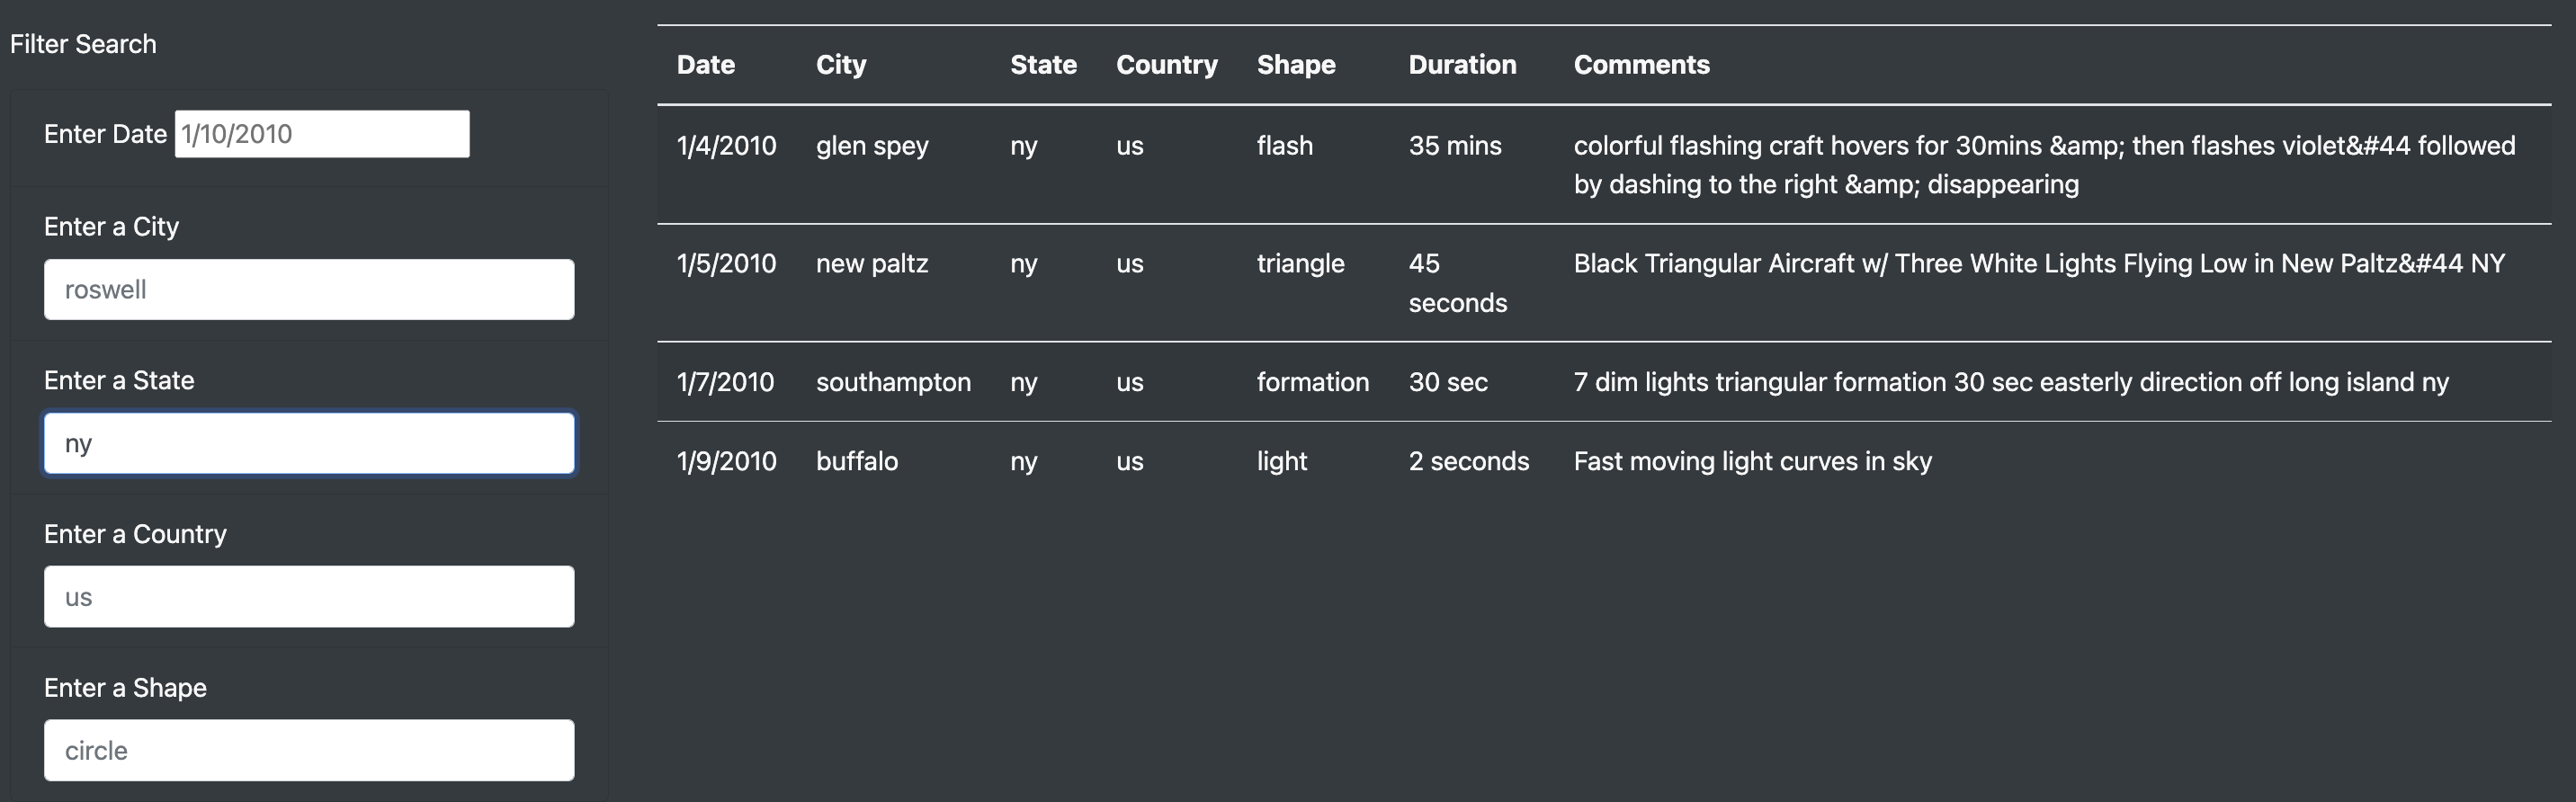 Filter Search
Enter Date 1/10/2010
Enter a City
roswell
Enter a State
ny
Enter a Country
us
Enter a Shape
circle
Date City State Country Shape Duration Comments
1/4/2010 glen spey ny us flash 35 mins colorful flashing craft hovers for 30mins &amp; then flashes violet&#44 followed
by dashing to the right &amp; disappearing
1/5/2010 new paltz ny us triangle 45 Black Triangular Aircraft w/ Three White Lights Flying Low in New Paltz&#44 NY
seconds
1/7/2010 southampton ny us formation 30 sec 7 dim lights triangular formation 30 sec easterly direction off long island ny
1/9/2010 buffalo ny us light 2 seconds Fast moving light curves in sky